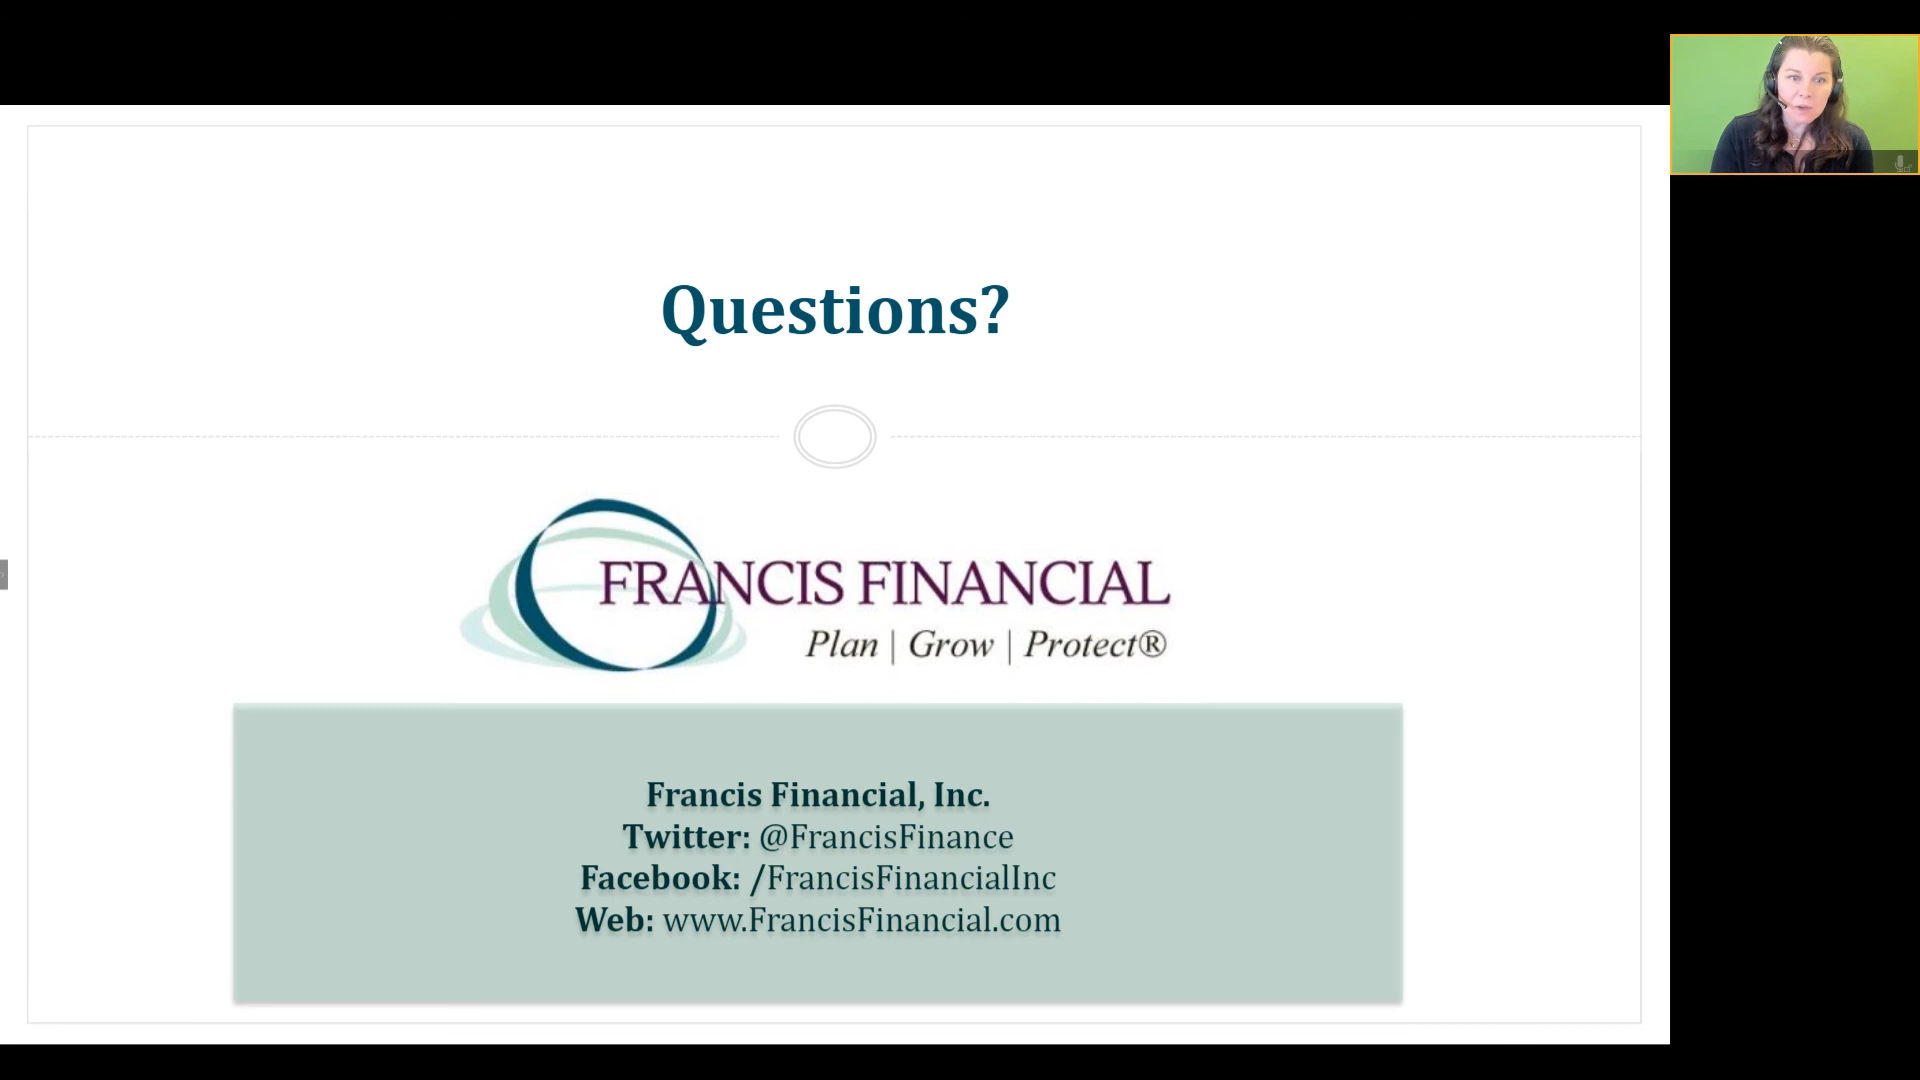 Questions?
FRANCIS FINANCIAL
Plan | Grow | Protect®
Francis Financial, Inc.
Twitter: @FrancisFinance
Facebook: /FrancisFinancialInc
Web: www.FrancisFinancial.com